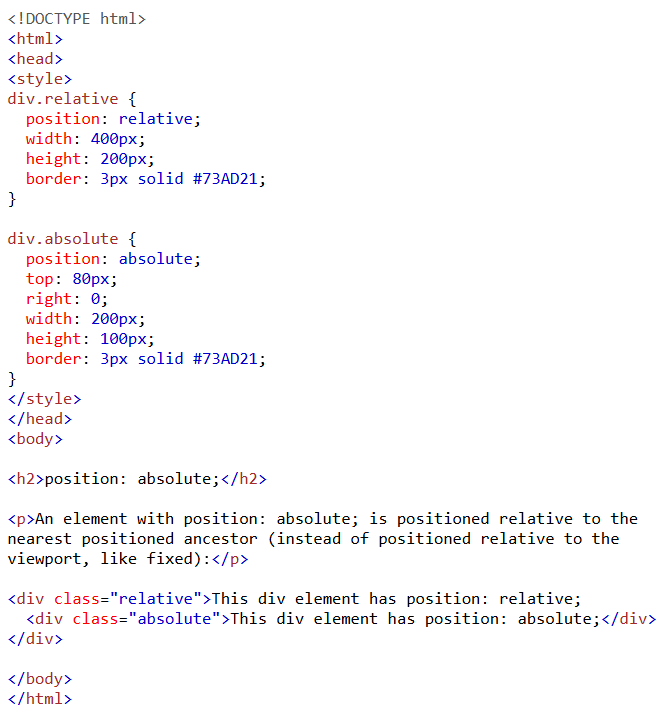 <!DOCTYPE html>
<html>
<head>
<style>
div.relative {
  position: relative;
  width: 400px;
  height: 200px;
  border: 3px solid #73AD21;
}

div.absolute {
  position: absolute;
  top: 80px;
  right: 0;
  width: 200px;
  height: 100px;
  border: 3px solid #73AD21;
}
</style>
</head>
<body>

<h2>position: absolute;</h2>

<p>An element with position: absolute; is positioned relative to the
nearest positioned ancestor (instead of positioned relative to the
viewport, like fixed):</p>

<div class="relative">This div element has position: relative;
  <div class="absolute">This div element has position: absolute;</div>
</div>

</body>
</html>